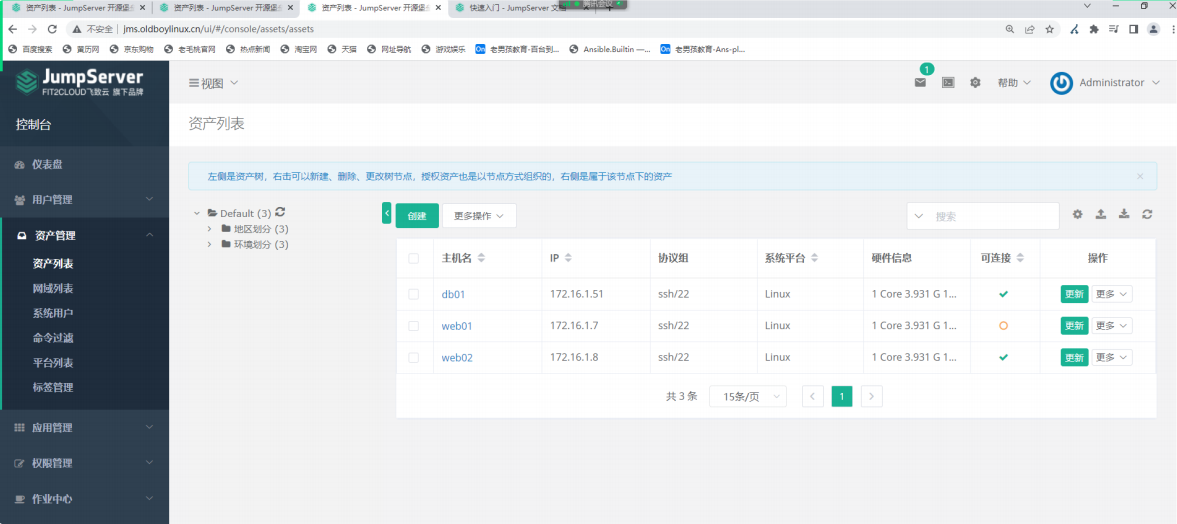 资产列表 - JumpServer 开源堡 资产列表 - JumpServer 开源堡 资产列表 - JumpServer 开源堡 快速入门 - JumpServer 文档
不安全 | jms.oldboylinux.cn/ui/#/console/assets/assets
百度搜索 黄历网 京东购物 老毛桃官网 热点新闻 淘宝网 天猫 网址导航 游戏娱乐 老男孩教育-百台到... Ansible.Builtin —... 老男孩教育-Ans-pl...
JumpServer
FIT2CLOUD飞致云 旗下品牌
视图
1
帮助
Administrator
控制台
资产列表
仪表盘
用户管理
资产管理
资产列表
网域列表
系统用户
命令过滤
平台列表
标签管理
应用管理
权限管理
作业中心
左侧是资产树，右击可以新建、删除、更改树节点，授权资产也是以节点方式组织的，右侧是属于该节点下的资产
Default (3)
地区划分 (3)
环境划分 (3)
创建 更多操作 搜索
主机名 IP 协议组 系统平台 硬件信息 可连接 操作
db01 172.16.1.51 ssh/22 Linux 1 Core 3.931 G 1... 更新 更多
web01 172.16.1.7 ssh/22 Linux 1 Core 3.931 G 1... 更新 更多
web02 172.16.1.8 ssh/22 Linux 1 Core 3.931 G 1... 更新 更多
共 3 条 15条/页 1